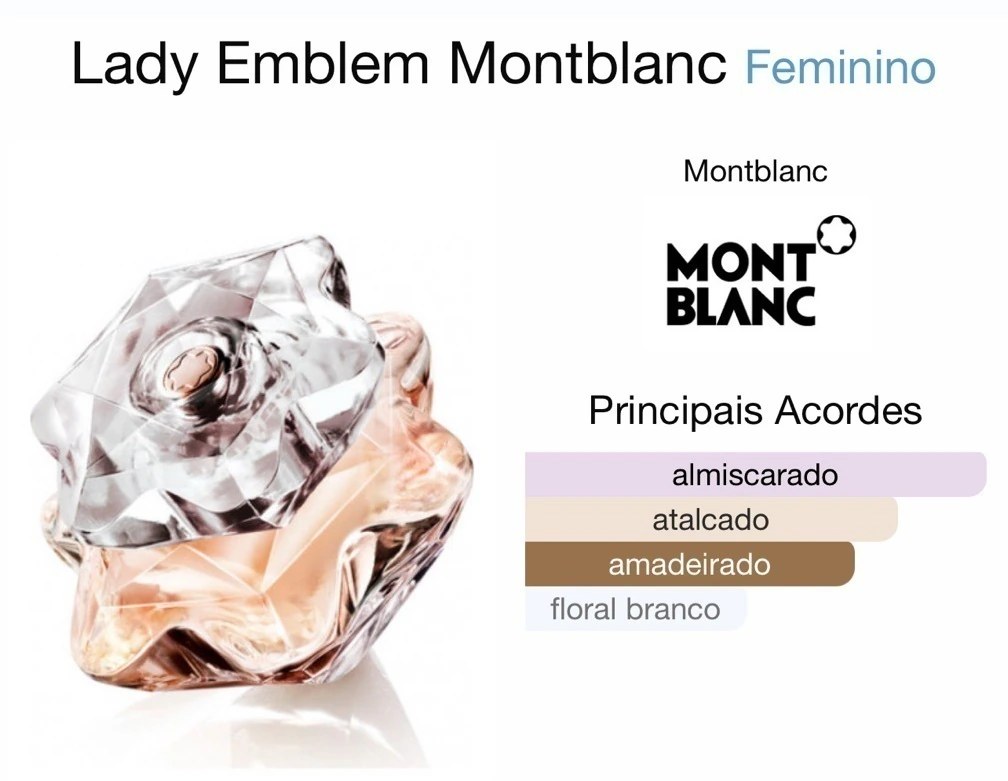 Lady Emblem Montblanc Feminino
Montblanc
MONT
BLANC
Principais Acordes
almiscarado
atalcado
amadeirado
floral branco